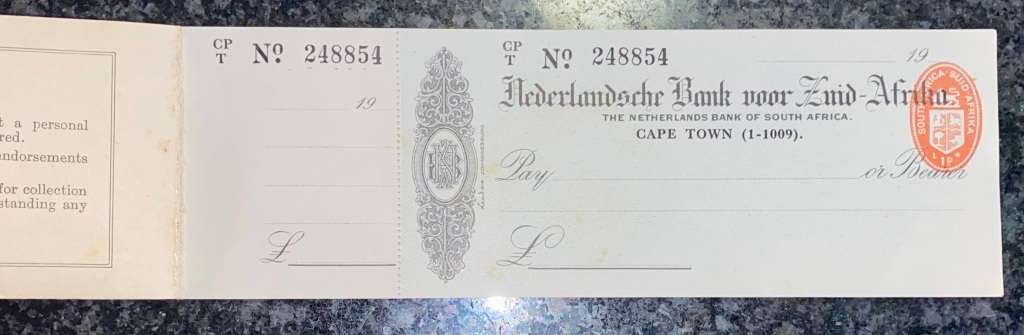 t a personal
red.
endorsements
for collection
standing any
CP
T
Nº 248854
19
£
CP
T
Nº 248854
19
Nederlandsche Bank voor Zuid-Afrika.
THE NETHERLANDS BANK OF SOUTH AFRICA.
CAPE TOWN (1-1009).
Pay
or Bearer
£
SOUTH AFRICA·SUID-AFRIKA
1D